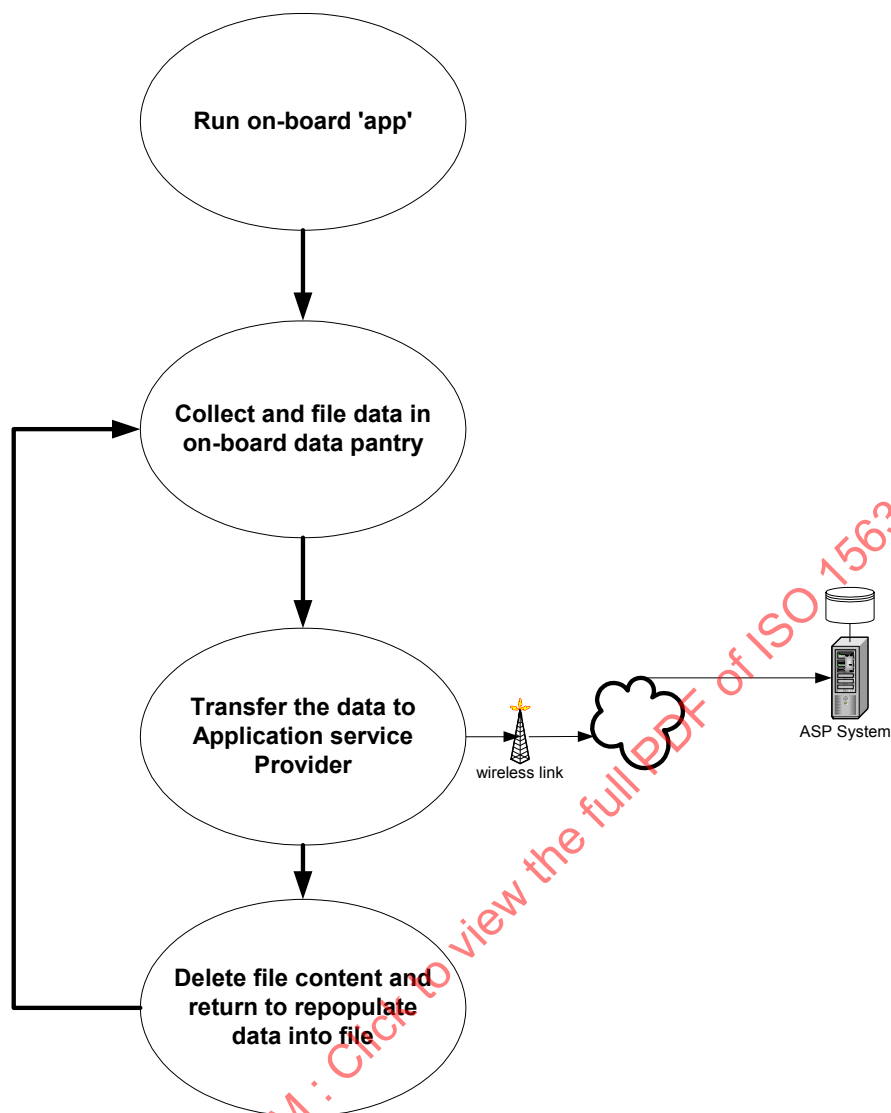 Run on-board 'app'
Collect and file data in
on-board data pantry
Transfer the data to
Application service
Provider
wireless link
ASP System
Delete file content and
return to repopulate
data into file
: Click to view the full PDF of ISO 1563